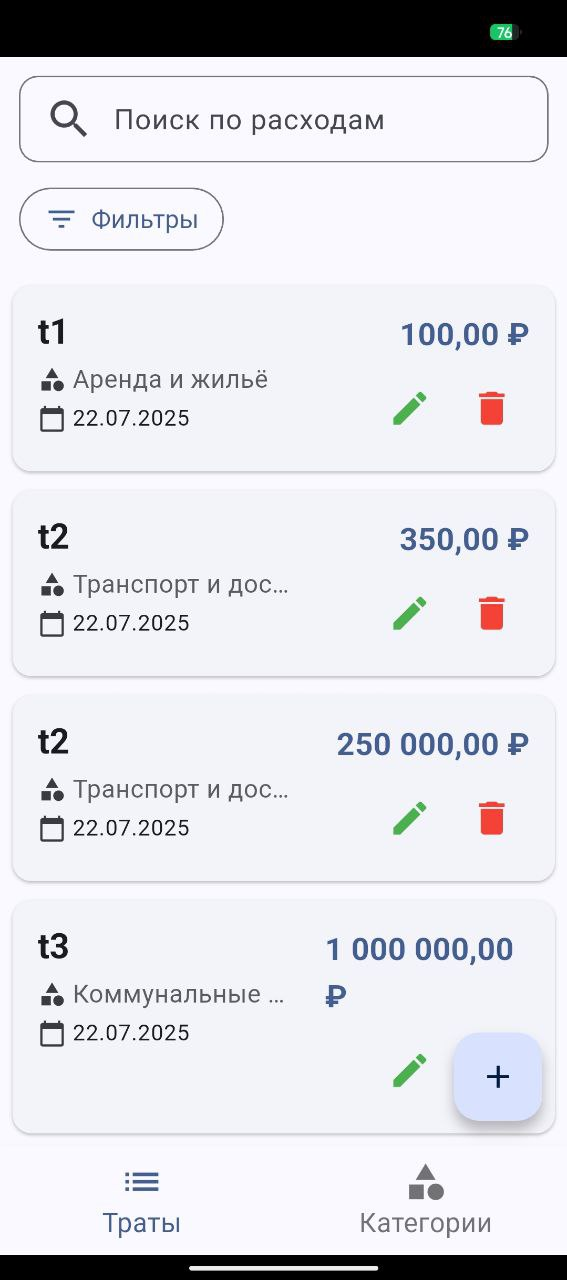 76
Поиск по расходам
Фильтры
t1
100,00 ₽
Аренда и жильё
22.07.2025
t2
350,00 ₽
Транспорт и дос...
22.07.2025
t2
250 000,00 ₽
Транспорт и дос...
22.07.2025
t3
1 000 000,00
₽
Коммунальные ...
22.07.2025
+
Траты
Категории